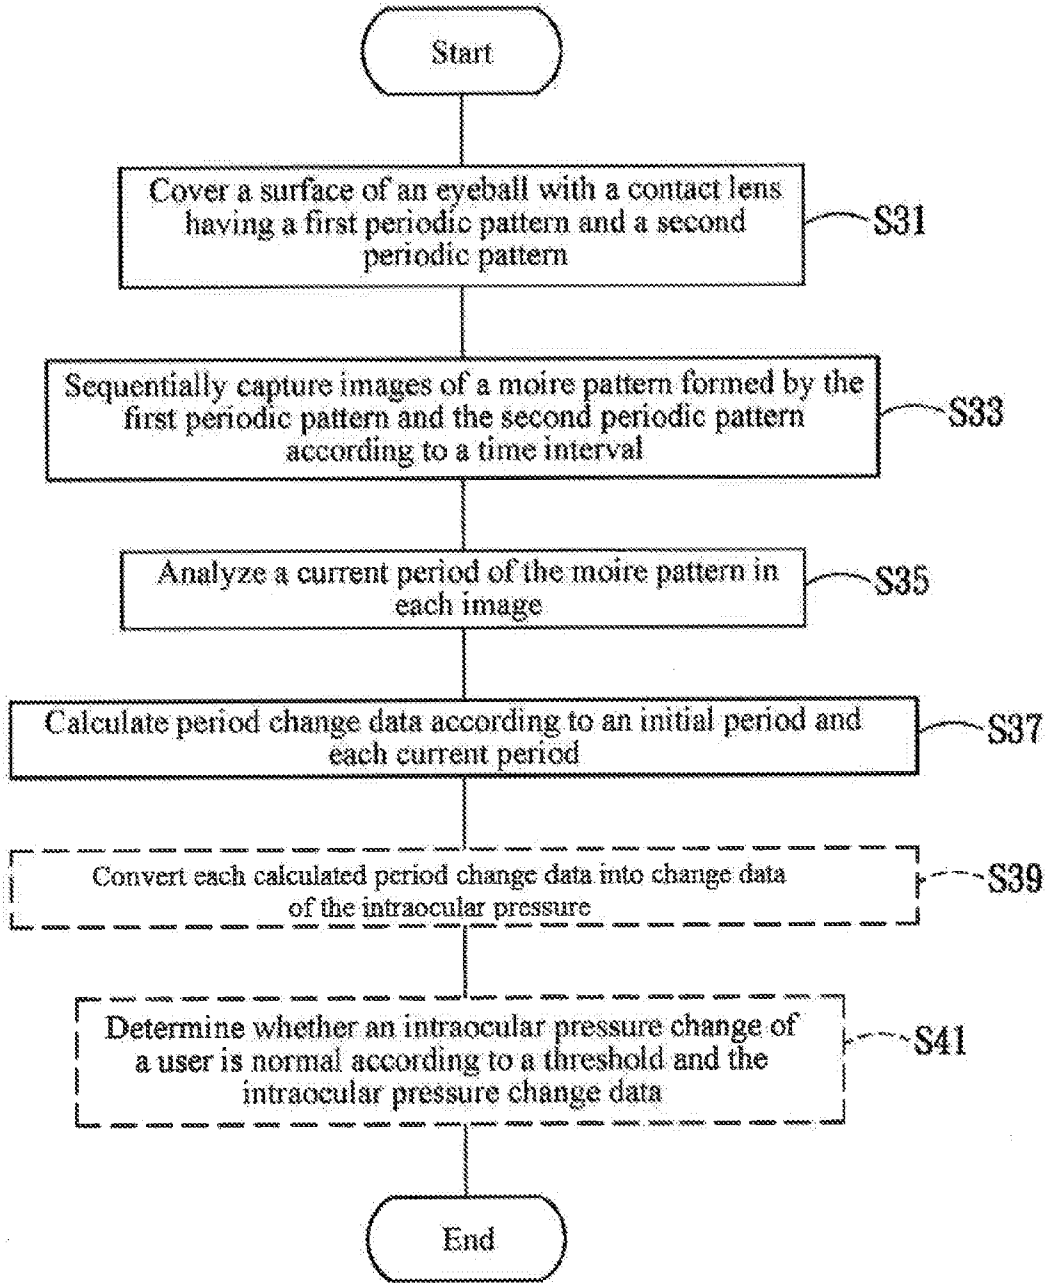 Start
Cover a surface of an eyeball with a contact lens
having a first periodic pattern and a second
periodic pattern
S31
Sequentially capture images of a moire pattern formed by the
first periodic pattern and the second periodic pattern
according to a time interval
S33
Analyze a current period of the moire pattern in
each image
S35
Calculate period change data according to an initial period and
each current period
S37
Convert each calculated period change data into change data
of the intraocular pressure
S39
Determine whether an intraocular pressure change of
a user is normal according to a threshold and the
intraocular pressure change data
S41
End